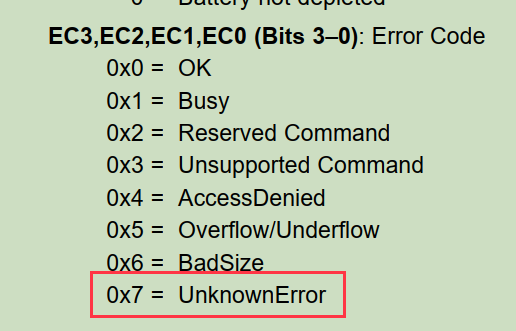 0 Battery not depleted
EC3,EC2,EC1,EC0 (Bits 3–0): Error Code
0x0 = OK
0x1 = Busy
0x2 = Reserved Command
0x3 = Unsupported Command
0x4 = AccessDenied
0x5 = Overflow/Underflow
0x6 = BadSize
0x7 = UnknownError